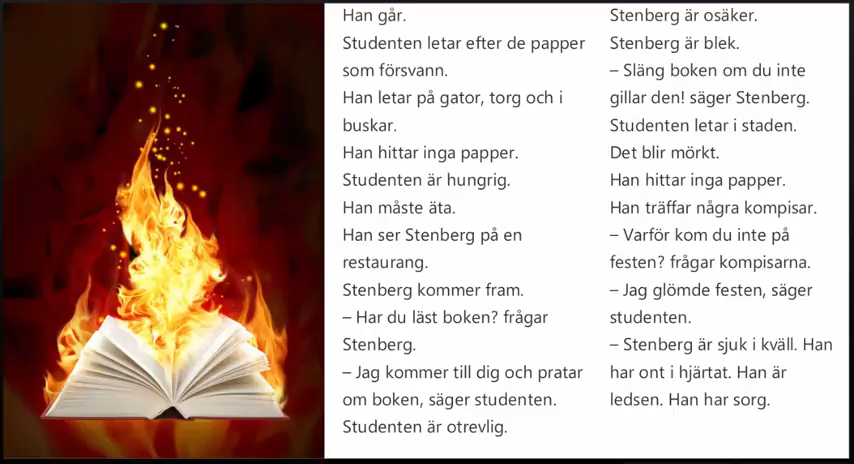 Han går.
Studenten letar efter de papper
som försvann.
Han letar på gator, torg och i
buskar.
Han hittar inga papper.
Studenten är hungrig.
Han måste äta.
Han ser Stenberg på en
restaurang.
Stenberg kommer fram.
– Har du läst boken? frågar
Stenberg.
– Jag kommer till dig och pratar
om boken, säger studenten.
Studenten är otrevlig.
Stenberg är osäker.
Stenberg är blek.
– Släng boken om du inte
gillar den! säger Stenberg.
Studenten letar i staden.
Det blir mörkt.
Han hittar inga papper.
Han träffar några kompisar.
– Varför kom du inte på
festen? frågar kompisarna.
– Jag glömde festen, säger
studenten.
– Stenberg är sjuk i kväll. Han
har ont i hjärtat. Han är
ledsen. Han har sorg.